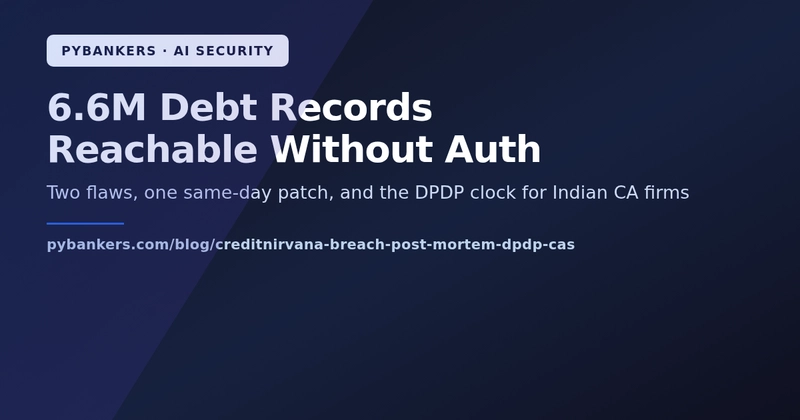 PYBANKERS · AI SECURITY
6.6M Debt Records
Reachable Without Auth
Two flaws, one same-day patch, and the DPDP clock for Indian CA firms
pybankers.com/blog/creditnirvana-breach-post-mortem-dpdp-cas